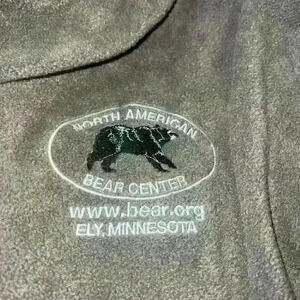 NORTH AMERICAN
BEAR CENTER
www.bear.org
ELY, MINNESOTA